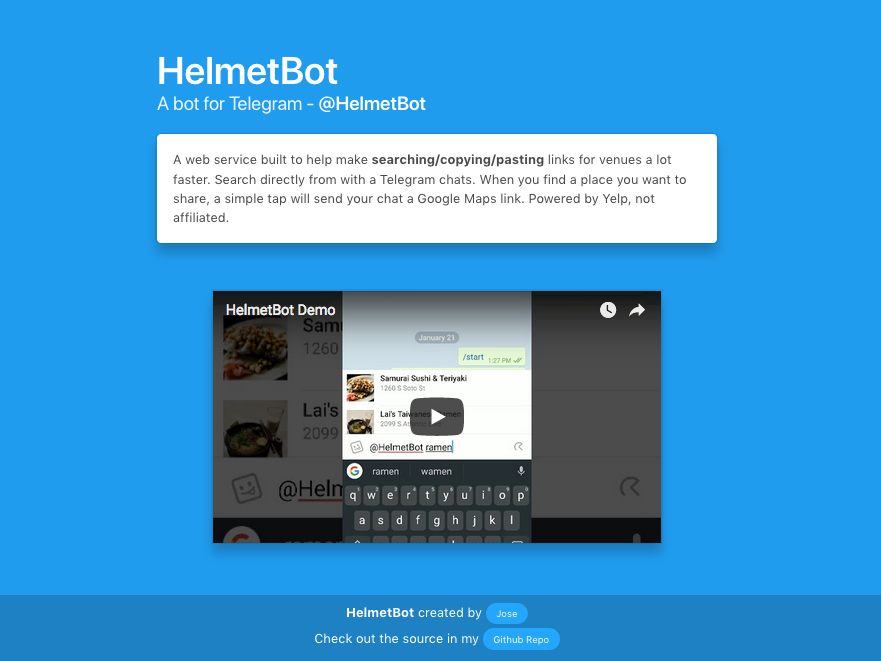 HelmetBot
A bot for Telegram - @HelmetBot
A web service built to help make searching/copying/pasting links for venues a lot
faster. Search directly from with a Telegram chats. When you find a place you want to
share, a simple tap will send your chat a Google Maps link. Powered by Yelp, not
affiliated.
HelmetBot Demo
January 21
/start 1:27 PM
Samurai Sushi & Teriyaki
1260 S Soto St
Lai's Taiwanese Ramen
2099 S Atlantic
@HelmetBot ramen
ramen wamen
q w e r t y u i o p
a s d f g h j k l
Samu
1260
Lai's
2099
@Helm
HelmetBot created by Jose
Check out the source in my Github Repo